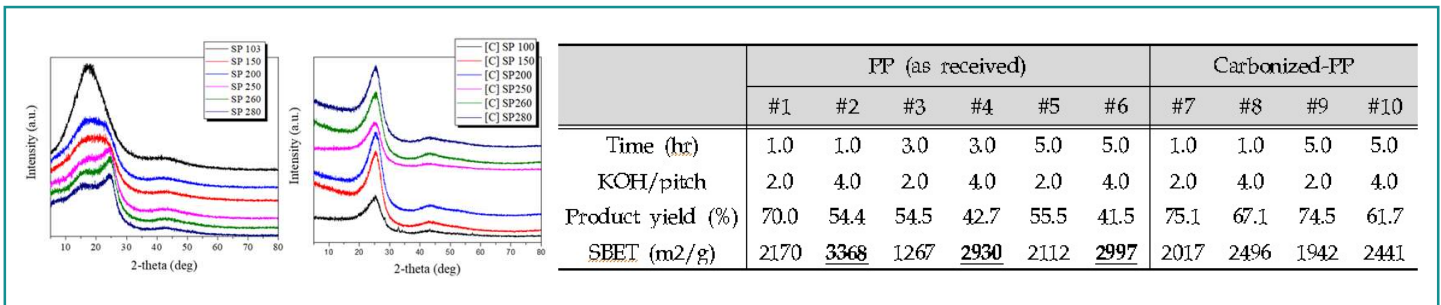 Intensity (a.u.)
SP 103
SP 150
SP 200
SP 250
SP 260
SP 280
10 20 30 40 50 60 70 80
2-theta (deg)
Intensity (a.u.)
[C] SP 100
[C] SP 150
[C] SP200
[C] SP250
[C] SP260
[C] SP280
10 20 30 40 50 60 70 80
2-theta (deg)
PP (as received) Carbonized-PP
#1 #2 #3 #4 #5 #6 #7 #8 #9 #10
Time (hr) 1.0 1.0 3.0 3.0 5.0 5.0 1.0 1.0 5.0 5.0
KOH/pitch 2.0 4.0 2.0 4.0 2.0 4.0 2.0 4.0 2.0 4.0
Product yield (%) 70.0 54.4 54.5 42.7 55.5 41.5 75.1 67.1 74.5 61.7
SBET (m2/g) 2170 3368 1267 2930 2112 2997 2017 2496 1942 2441